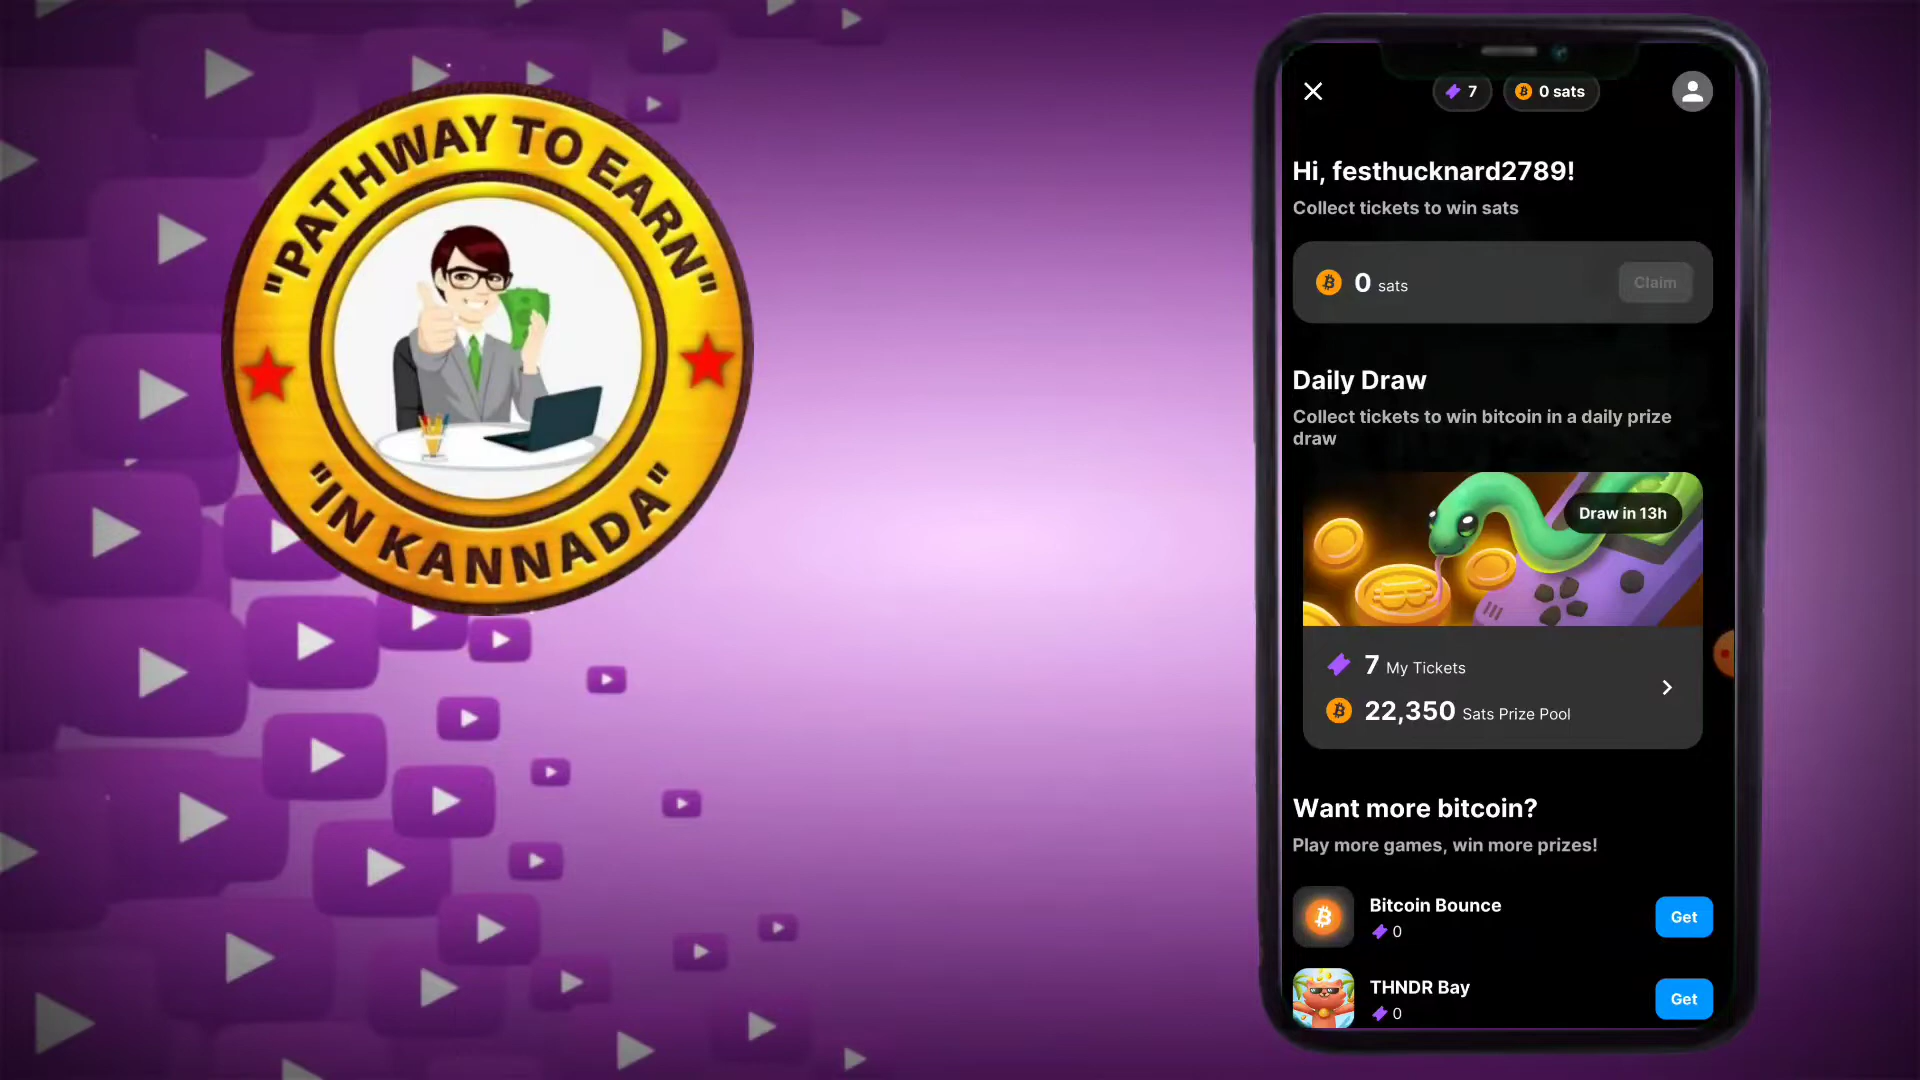 "PATHWAY TO EARN"
"IN KANNADA"
7
0 sats
Hi, festhucknard2789!
Collect tickets to win sats
0 sats
Claim
Daily Draw
Collect tickets to win bitcoin in a daily prize
draw
Draw in 13h
7 My Tickets
22,350 Sats Prize Pool
Want more bitcoin?
Play more games, win more prizes!
Bitcoin Bounce
Get
0
THNDR Bay
Get
0